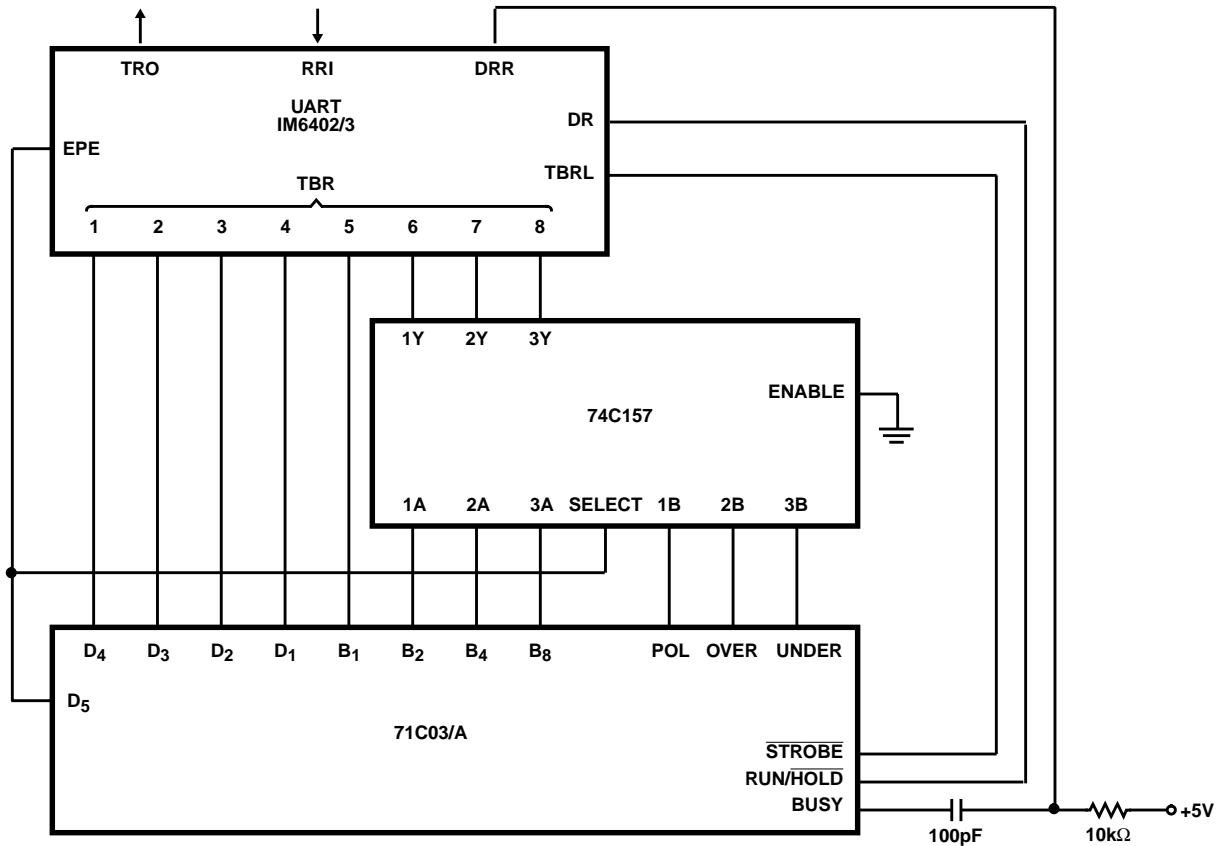 TRO RRI DRR
UART
IM6402/3
DR
EPE
TBRL
TBR
1 2 3 4 5 6 7 8
1Y 2Y 3Y
ENABLE
74C157
1A 2A 3A SELECT 1B 2B 3B
D4 D3 D2 D1 B1 B2 B4 B8 POL OVER UNDER
D5
71C03/A
STROBE
RUN/HOLD
BUSY
+5V
100pF 10kΩ